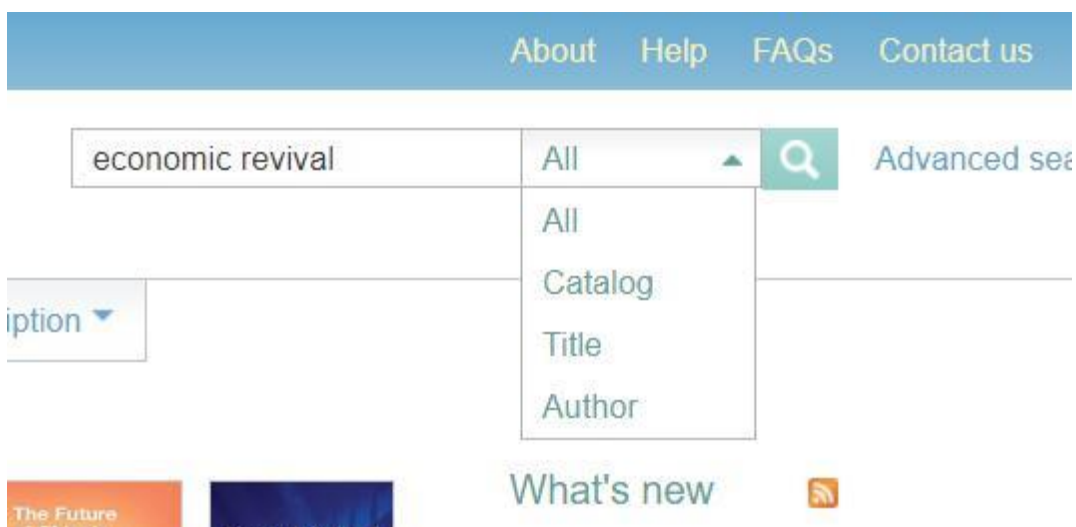 About Help FAQs Contact us
economic revival All Advanced sea
All
Catalog
iption
Title
Author
What's new
The Future